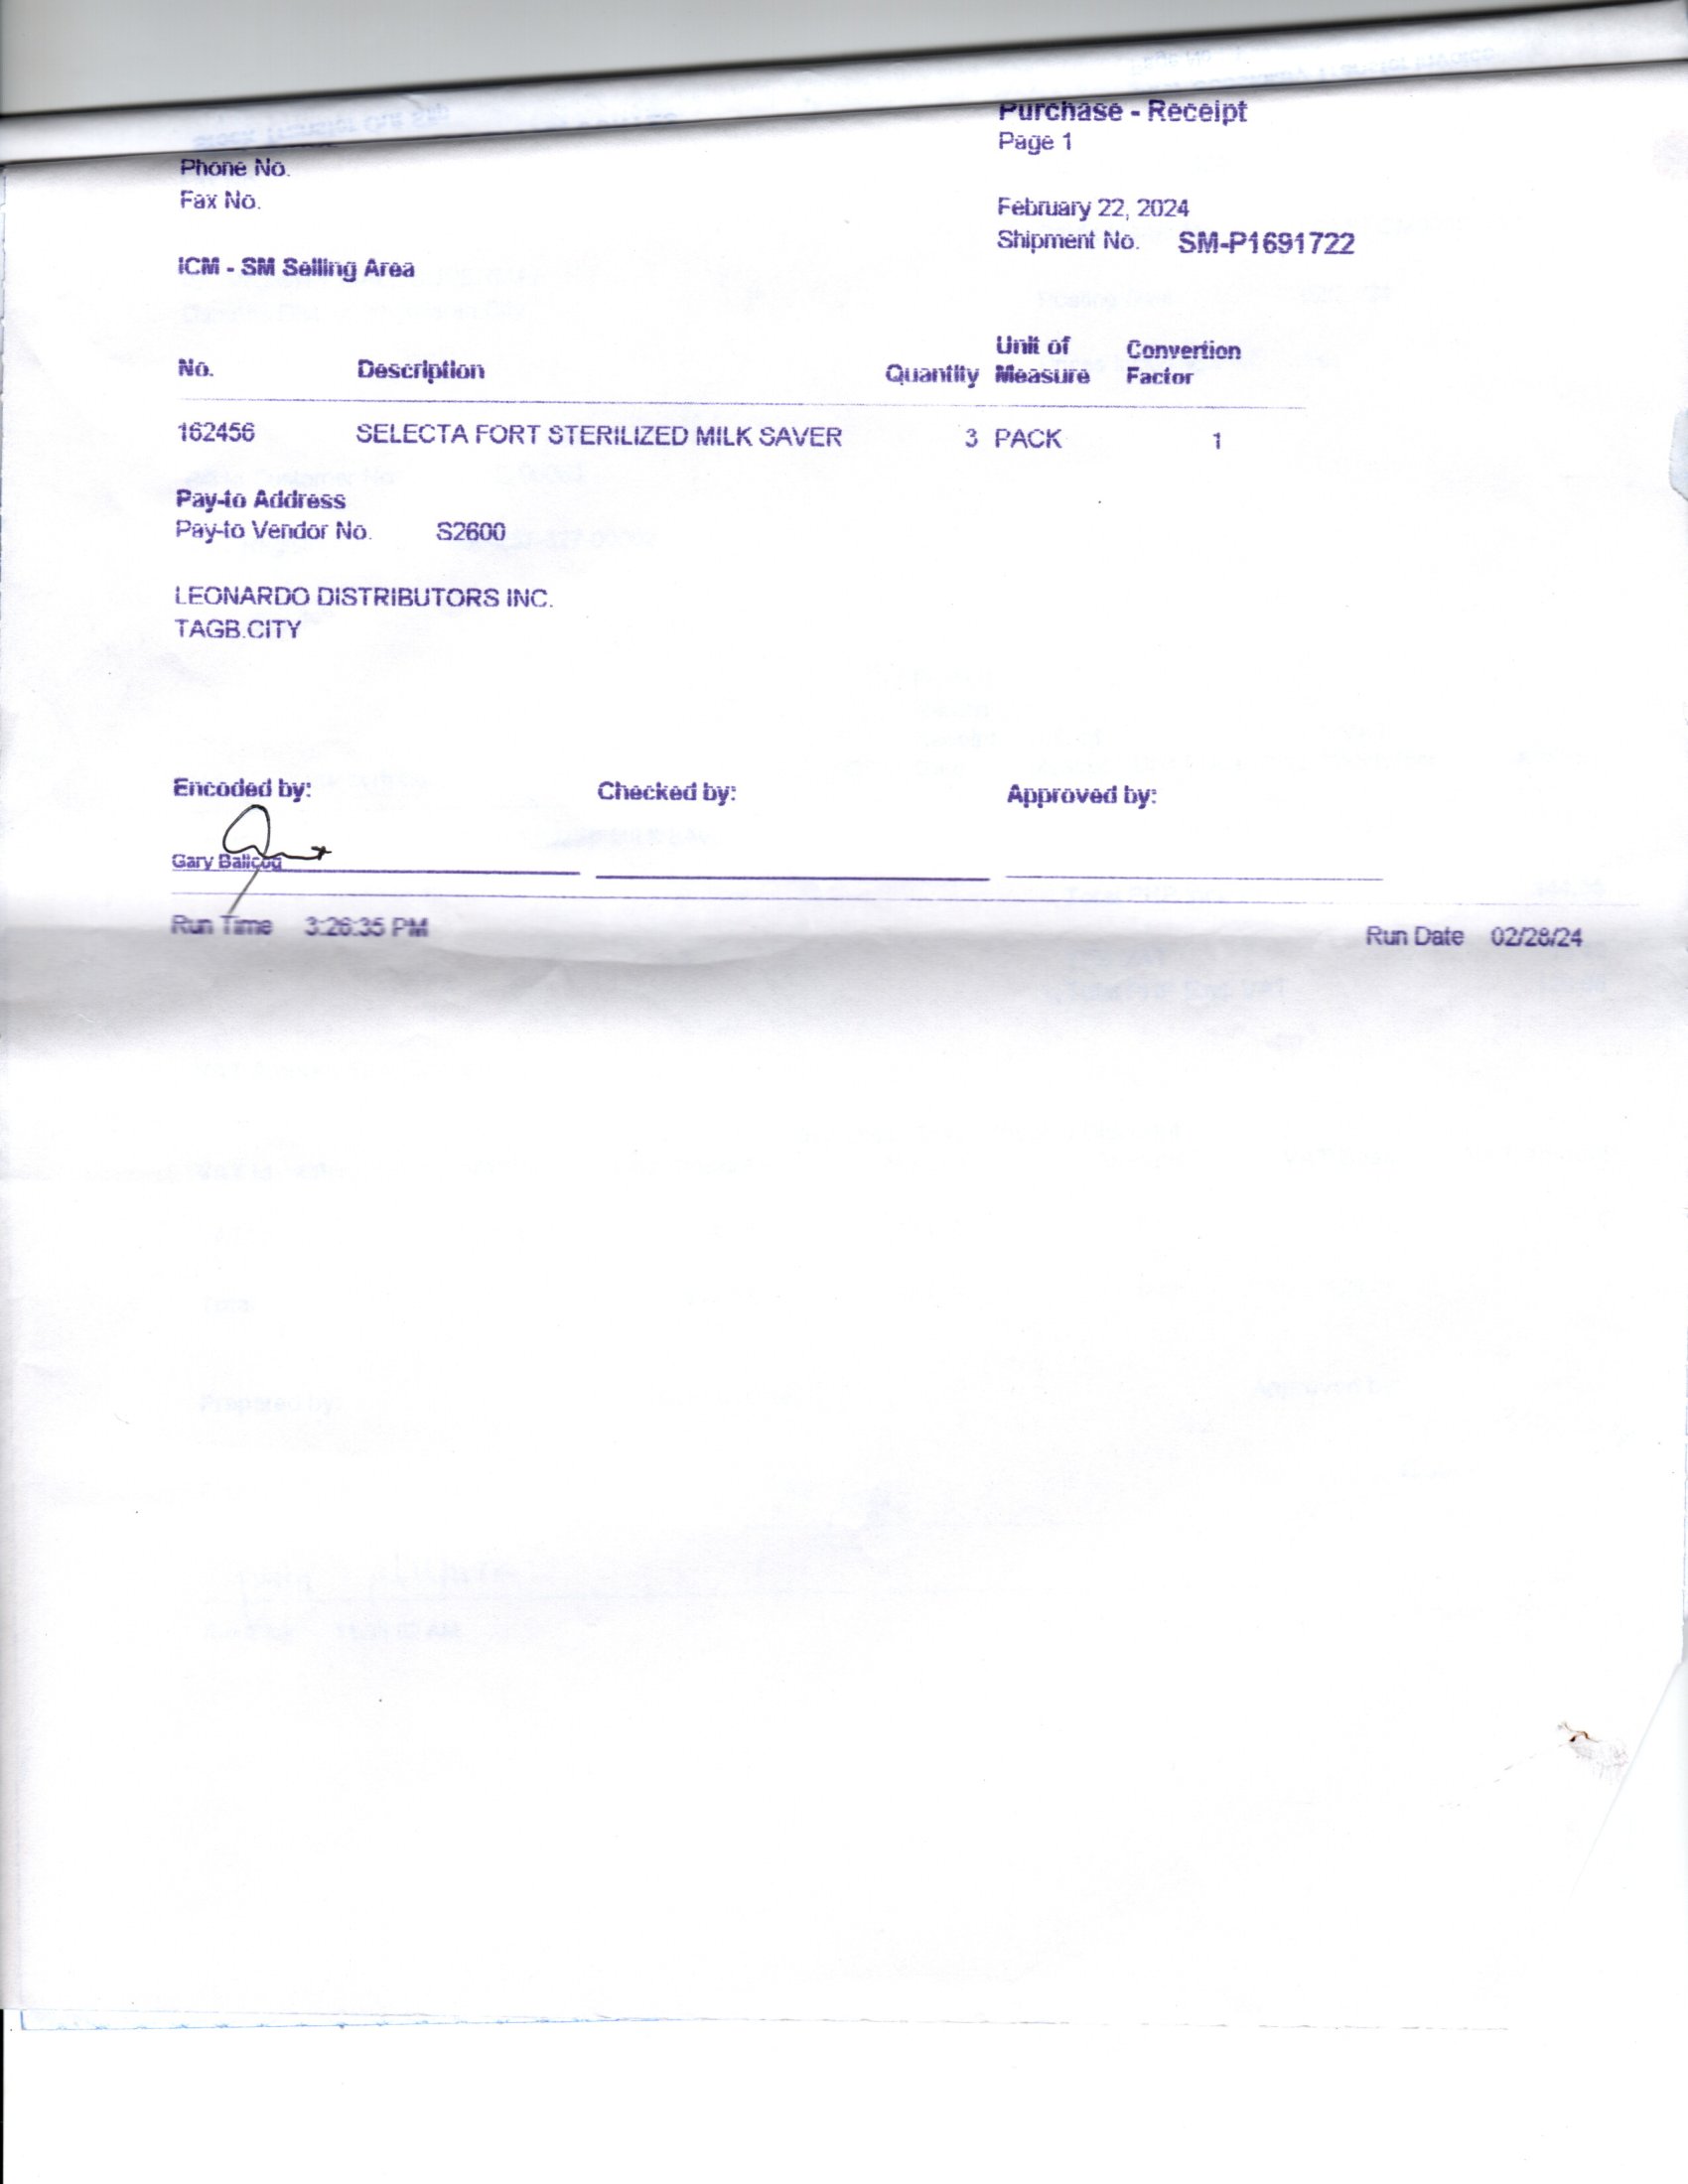 Purchase - Receipt
Page 1
Phone No.
Fax No.
February 22, 2024
Shipment No. SM-P1691722
ICM - SM Selling Area
No. Description Quantity Unit of Measure Convertion Factor
162456 SELECTA FORT STERILIZED MILK SAVER 3 PACK 1
Pay-to Address
Pay-to Vendor No. S2600
LEONARDO DISTRIBUTORS INC.
TAGB.CITY
Encoded by: Checked by: Approved by:
Gary Balicog
Run Time 3:26:35 PM Run Date 02/28/24